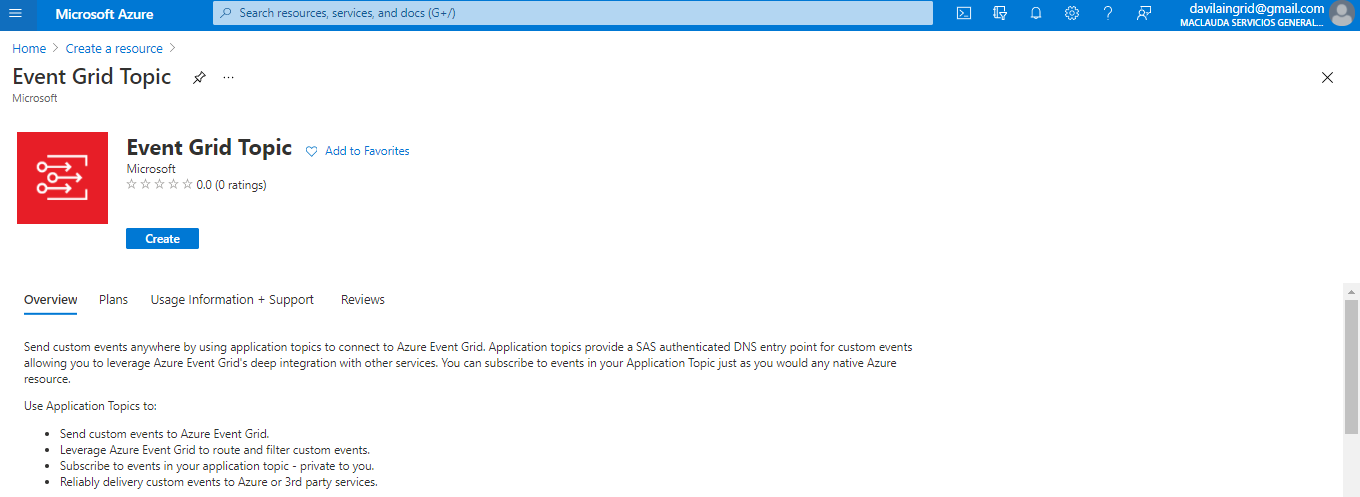 Microsoft Azure
Search resources, services, and docs (G+/)
davilaingrid@gmail.com
MACLAUDA SERVICIOS GENERAL...
Home > Create a resource >
Event Grid Topic ...
Microsoft
Event Grid Topic
Add to Favorites
Microsoft
0.0 (0 ratings)
Create
Overview Plans Usage Information + Support Reviews
Send custom events anywhere by using application topics to connect to Azure Event Grid. Application topics provide a SAS authenticated DNS entry point for custom events
allowing you to leverage Azure Event Grid's deep integration with other services. You can subscribe to events in your Application Topic just as you would any native Azure
resource.
Use Application Topics to:
• Send custom events to Azure Event Grid.
• Leverage Azure Event Grid to route and filter custom events.
• Subscribe to events in your application topic - private to you.
• Reliably delivery custom events to Azure or 3rd party services.